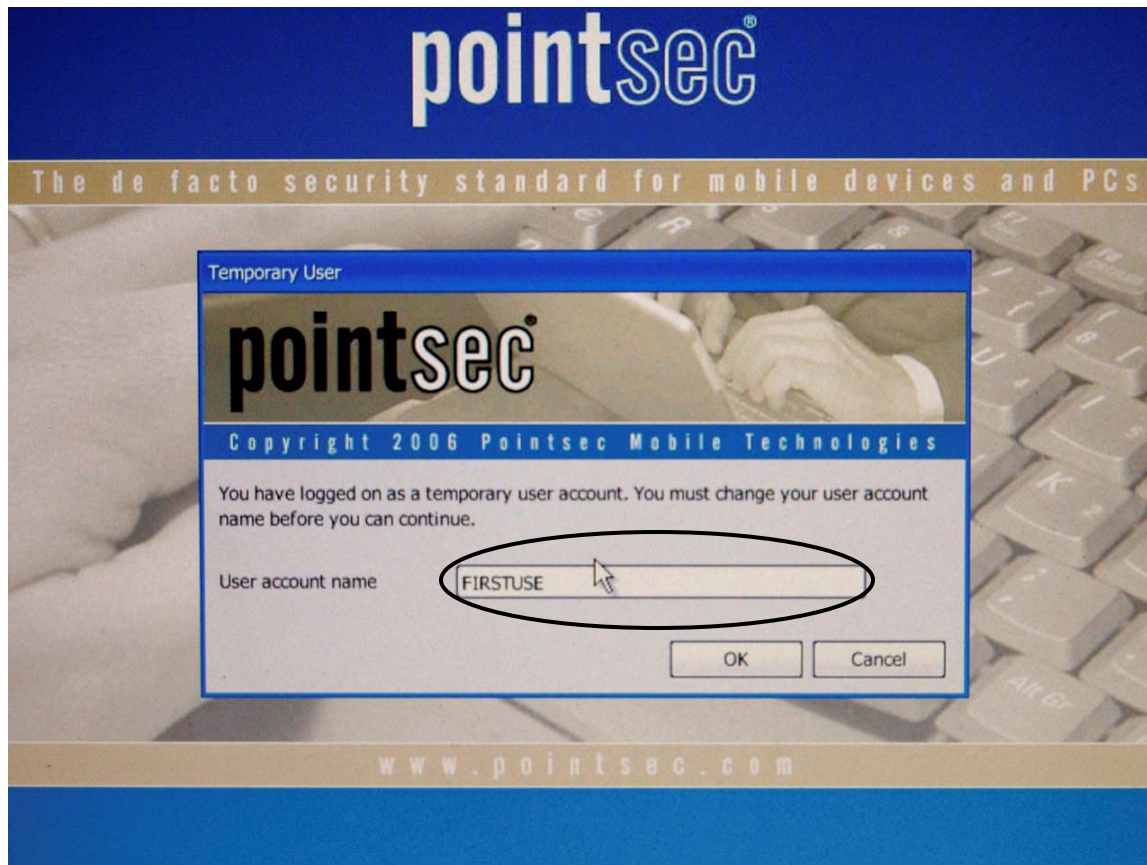 pointsec®
The de facto security standard for mobile devices and PCs
Temporary User
pointsec®
Copyright 2006 Pointsec Mobile Technologies
You have logged on as a temporary user account. You must change your user account
name before you can continue.
User account name
FIRSTUSE
OK
Cancel
Alt Gr
www.pointsec.com